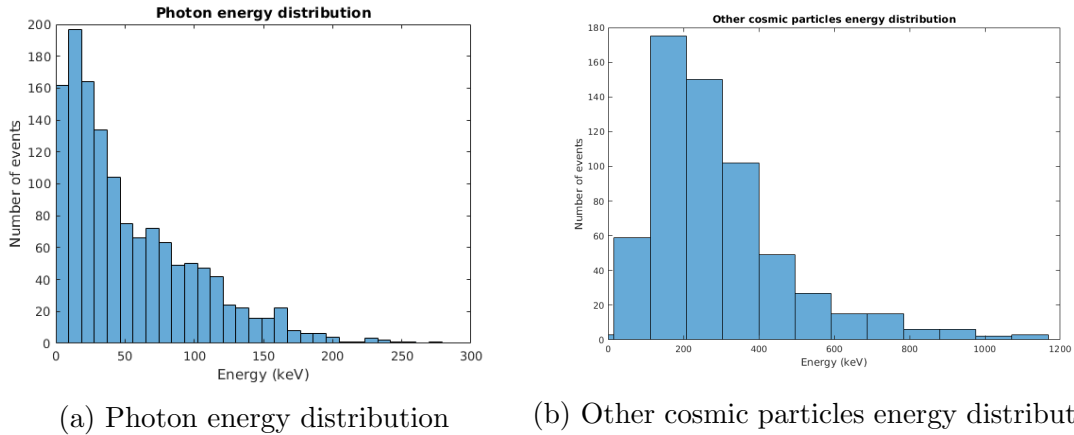 Photon energy distribution
200
180
160
140
120
100
80
60
40
20
0
Number of events
0 50 100 150 200 250 300
Energy (keV)
(a) Photon energy distribution
Other cosmic particles energy distribution
180
160
140
120
100
80
60
40
20
0
Number of events
0 200 400 600 800 1000 1200
Energy (keV)
(b) Other cosmic particles energy distribut